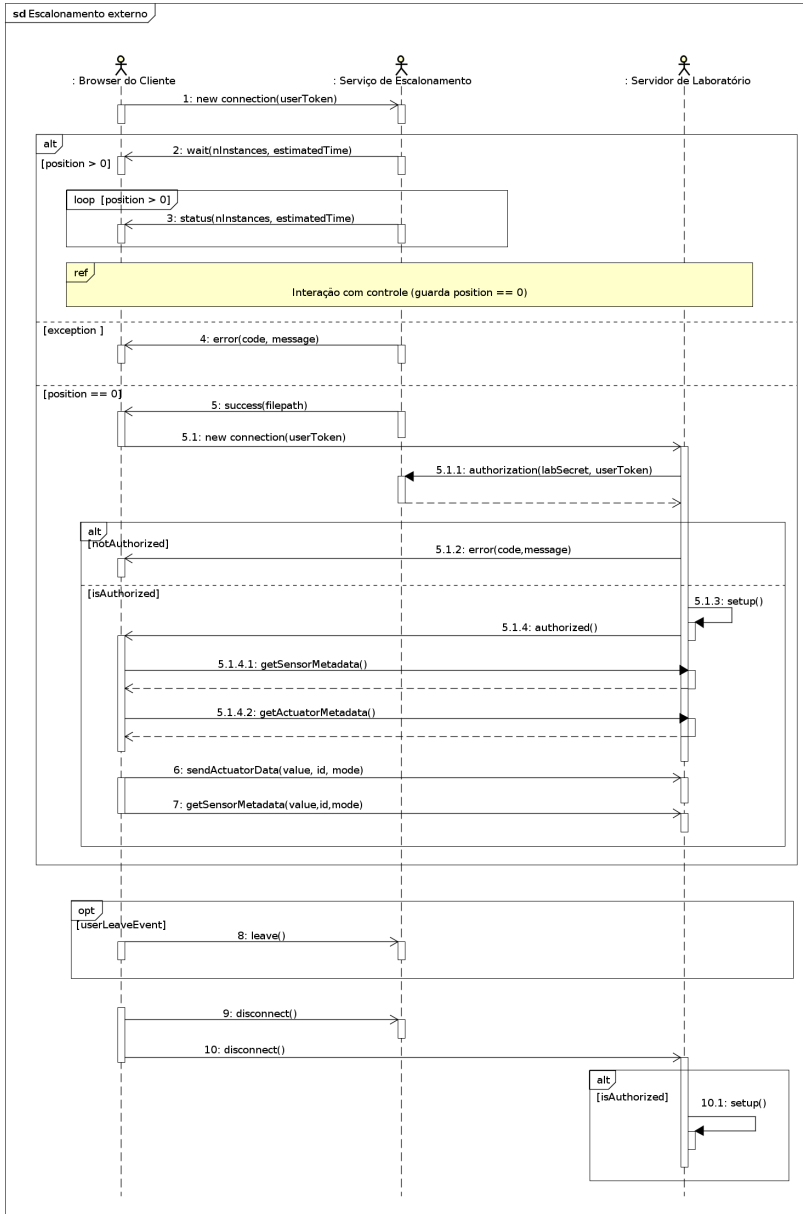 sd Escalonamento externo
: Browser do Cliente
: Serviço de Escalonamento
: Servidor de Laboratório
1: new connection(userToken)
alt
[position > 0]
2: wait(nInstances, estimatedTime)
loop [position > 0]
3: status(nInstances, estimatedTime)
ref
Interação com controle (guarda position == 0)
[exception ]
4: error(code, message)
[position == 0]
5: success(filepath)
5.1: new connection(userToken)
5.1.1: authorization(labSecret, userToken)
alt
[notAuthorized]
5.1.2: error(code,message)
[isAuthorized]
5.1.3: setup()
5.1.4: authorized()
5.1.4.1: getSensorMetadata()
5.1.4.2: getActuatorMetadata()
6: sendActuatorData(value, id, mode)
7: getSensorMetadata(value,id,mode)
opt
[userLeaveEvent]
8: leave()
9: disconnect()
10: disconnect()
alt
[isAuthorized]
10.1: setup()